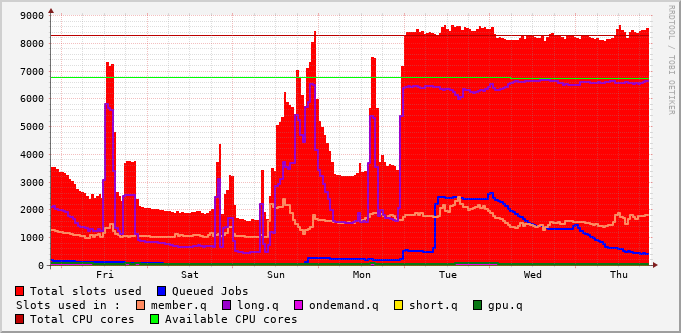 9000
8000
7000
6000
5000
4000
3000
2000
1000
0
Fri Sat Sun Mon Tue Wed Thu
RRDTOOL / TOBI OETIKER
Total slots used Queued Jobs
Slots used in : member.q long.q ondemand.q short.q gpu.q
Total CPU cores Available CPU cores